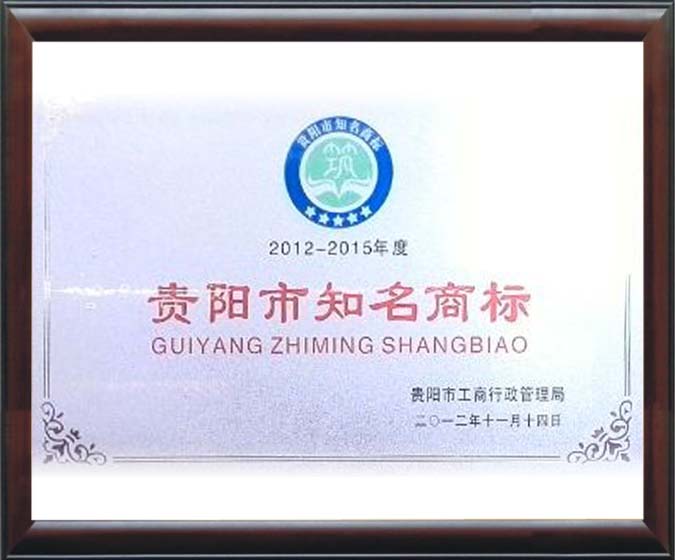 贵阳市知名商标
筑
2012-2015年度
贵阳市知名商标
GUIYANG ZHIMING SHANGBIAO
贵阳市工商行政管理局
二〇一二年十一月十四日